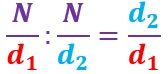 N/d₁ : N/d₂ = d₂/d₁